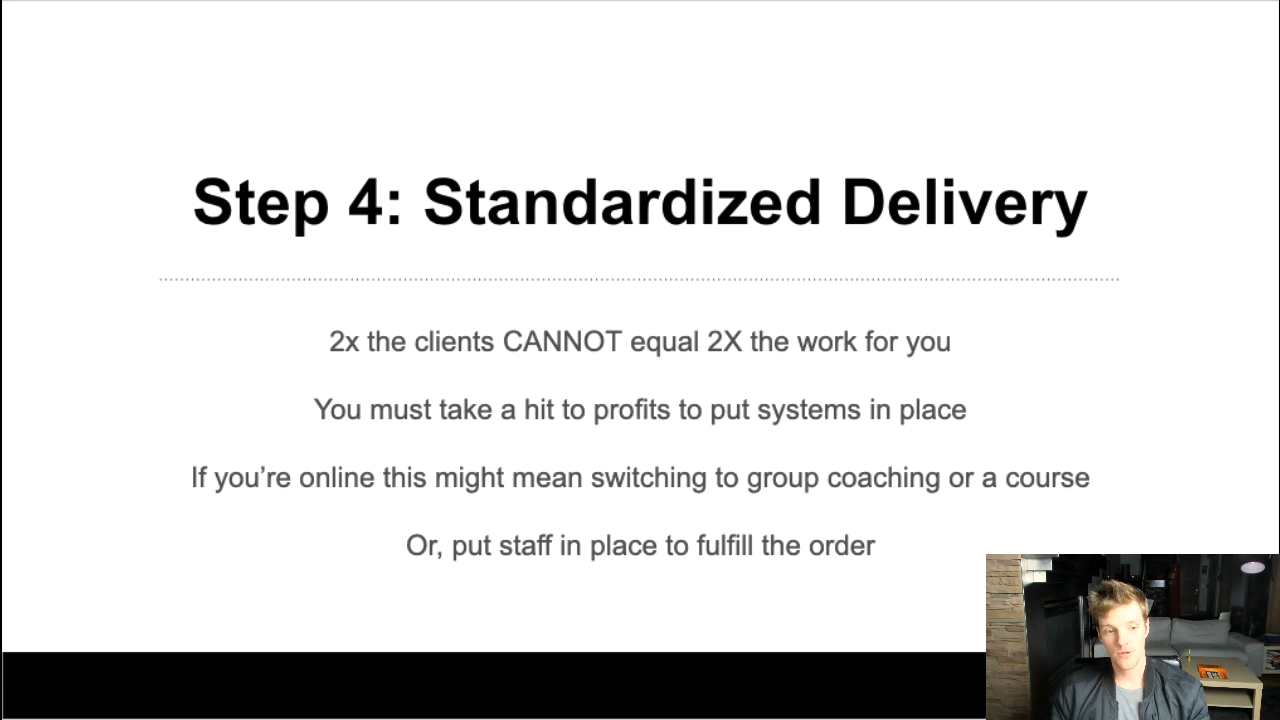 Step 4: Standardized Delivery
2x the clients CANNOT equal 2X the work for you
You must take a hit to profits to put systems in place
If you’re online this might mean switching to group coaching or a course
Or, put staff in place to fulfill the order